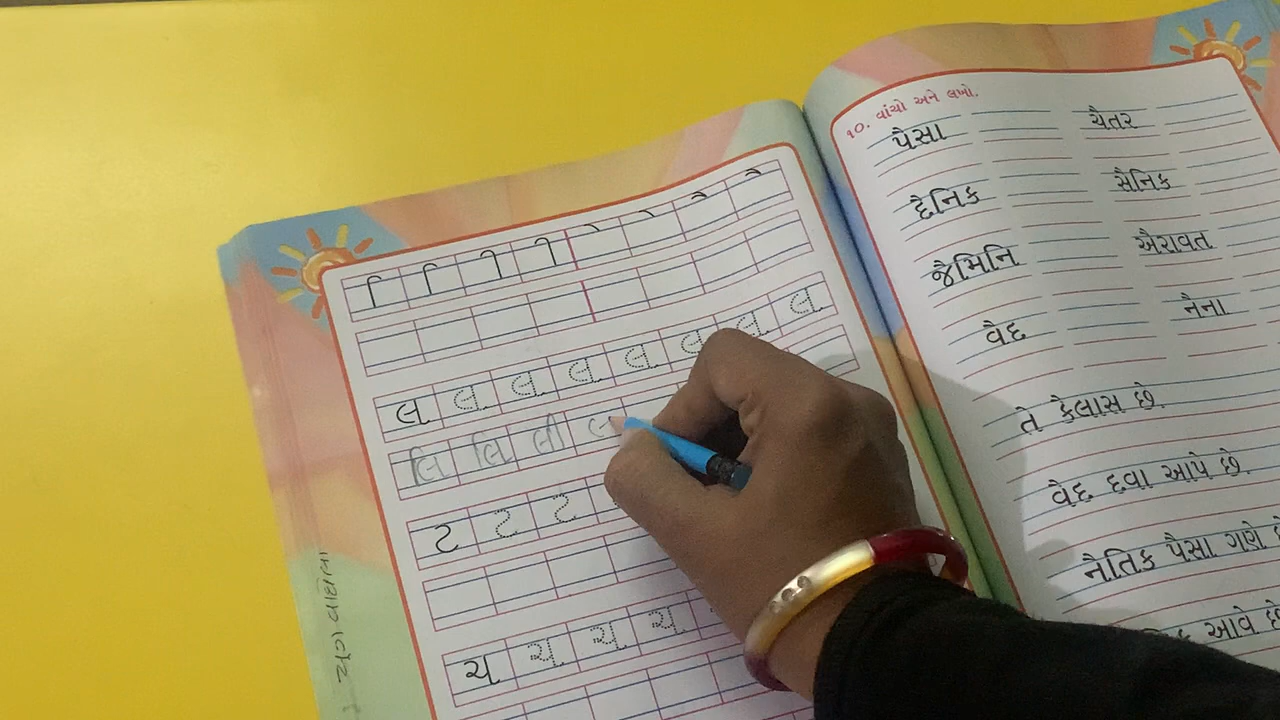 િ િ ી ી ે ે ે ે
લ લ લ લ લ લ લ લ
લિ લિ લી લ
ટ ટ ટ
ચ ચ ચ ચ
૧૦. વાંચો અને લખો.
પૈસા ચૈતર
દૈનિક સૈનિક
જૈમિનિ ઐરાવત
વૈદ નૈના
તે કૈલાસ છે.
વૈદ દવા આપે છે.
નૈતિક પૈસા ગણે
આવે છે